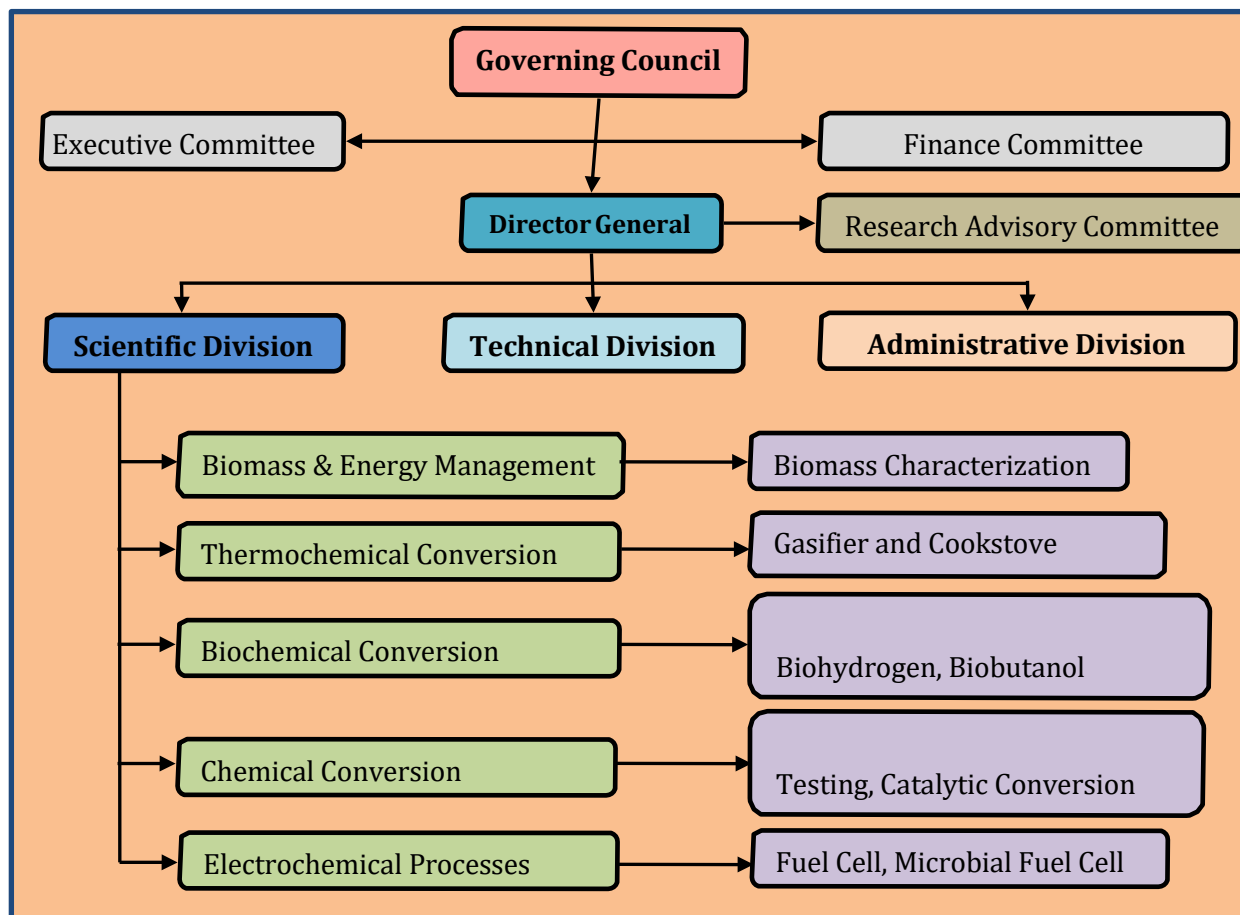 Governing Council
Executive Committee
Finance Committee
Director General
Research Advisory Committee
Scientific Division
Technical Division
Administrative Division
Biomass & Energy Management
Biomass Characterization
Thermochemical Conversion
Gasifier and Cookstove
Biochemical Conversion
Biohydrogen, Biobutanol
Chemical Conversion
Testing, Catalytic Conversion
Electrochemical Processes
Fuel Cell, Microbial Fuel Cell